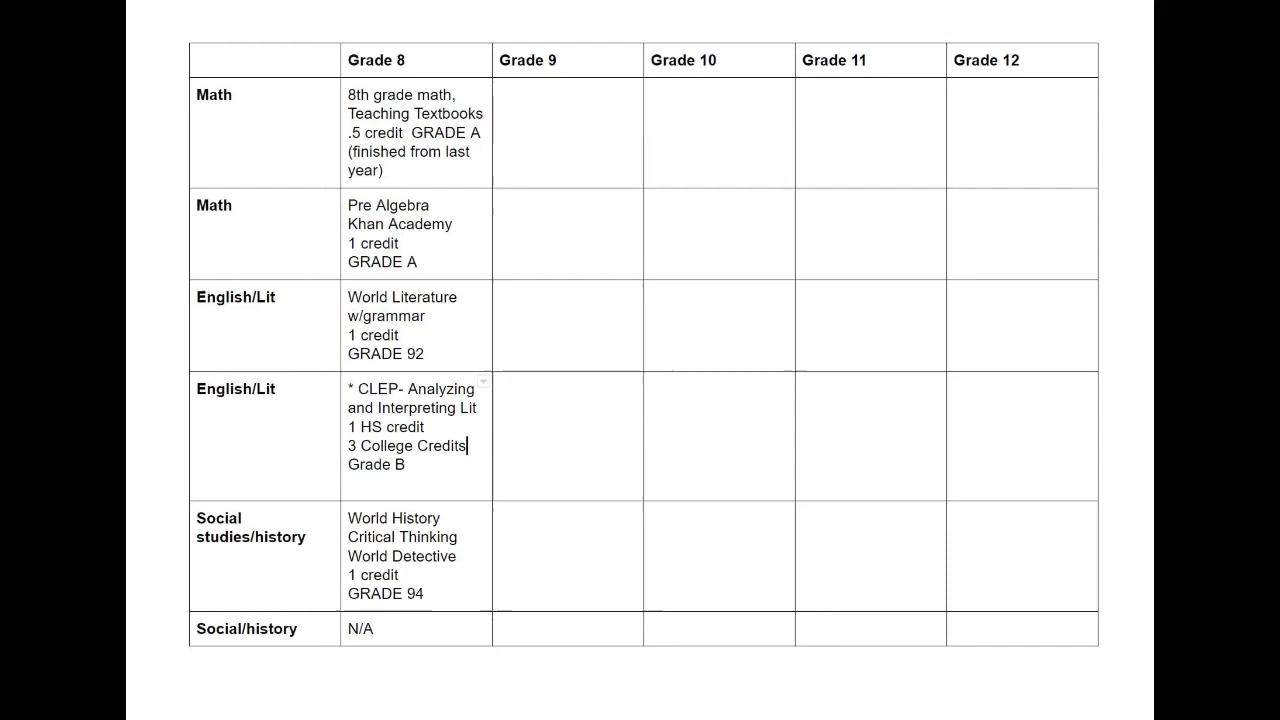 Grade 8 Grade 9 Grade 10 Grade 11 Grade 12
Math
8th grade math,
Teaching Textbooks
.5 credit  GRADE A
(finished from last
year)
Math
Pre Algebra
Khan Academy
1 credit
GRADE A
English/Lit
World Literature
w/grammar
1 credit
GRADE 92
English/Lit
* CLEP- Analyzing
and Interpreting Lit
1 HS credit
3 College Credits
Grade B
Social
studies/history
World History
Critical Thinking
World Detective
1 credit
GRADE 94
Social/history
N/A